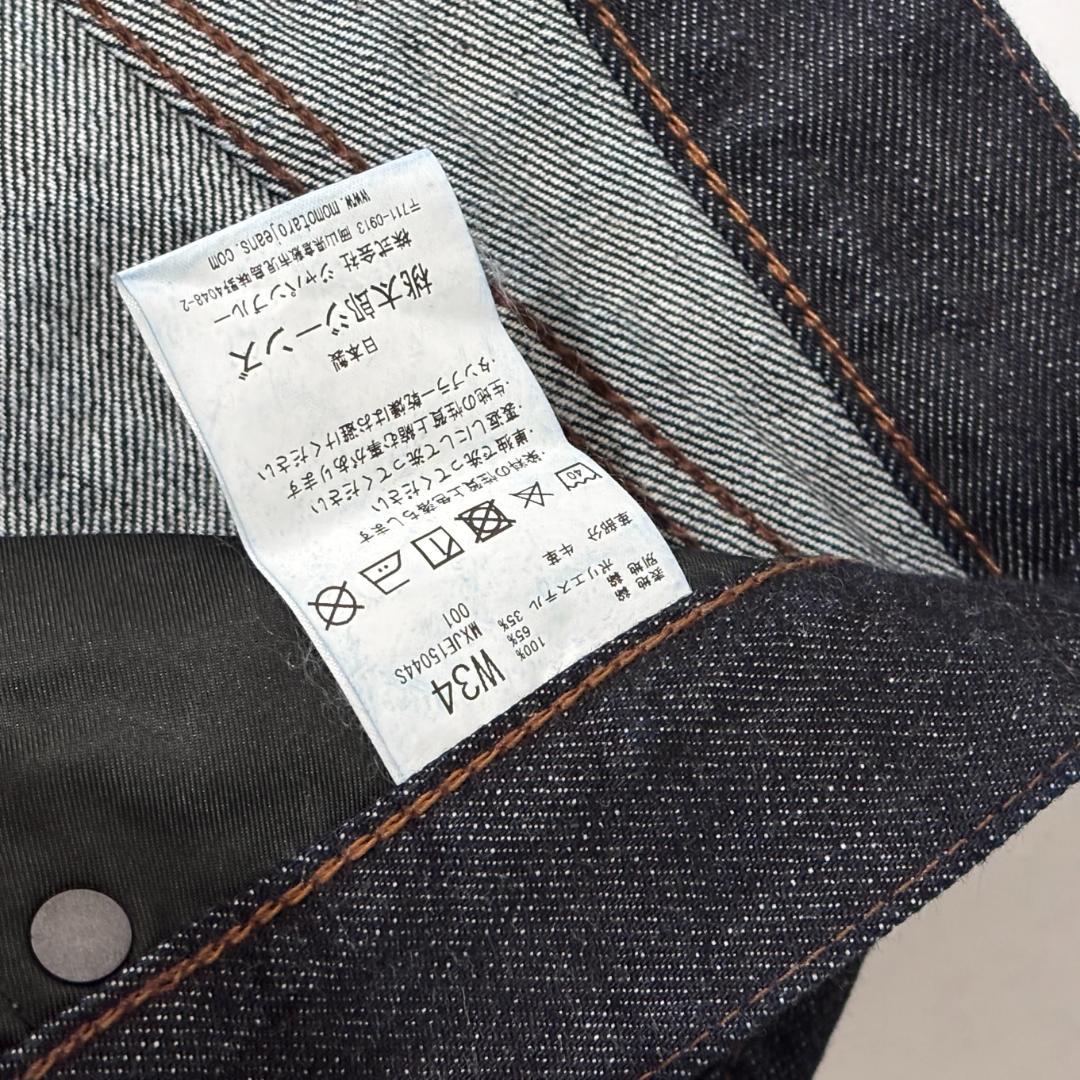 W34
MXJE15044S
001
表地 綿 100%
別地 ポリエステル 65%
綿 35%
革部分 牛革
40
・染料の性質上色落ちします
・単独で洗ってください
・裏返しにして洗ってください
・生地の性質上縮む事があります
・タンブラー乾燥はお避けください
日本製
桃太郎ジーンズ
株式会社 ジャパンブルー
〒711-0913 岡山県倉敷市児島味野4048-2
www.momotarojeans.com